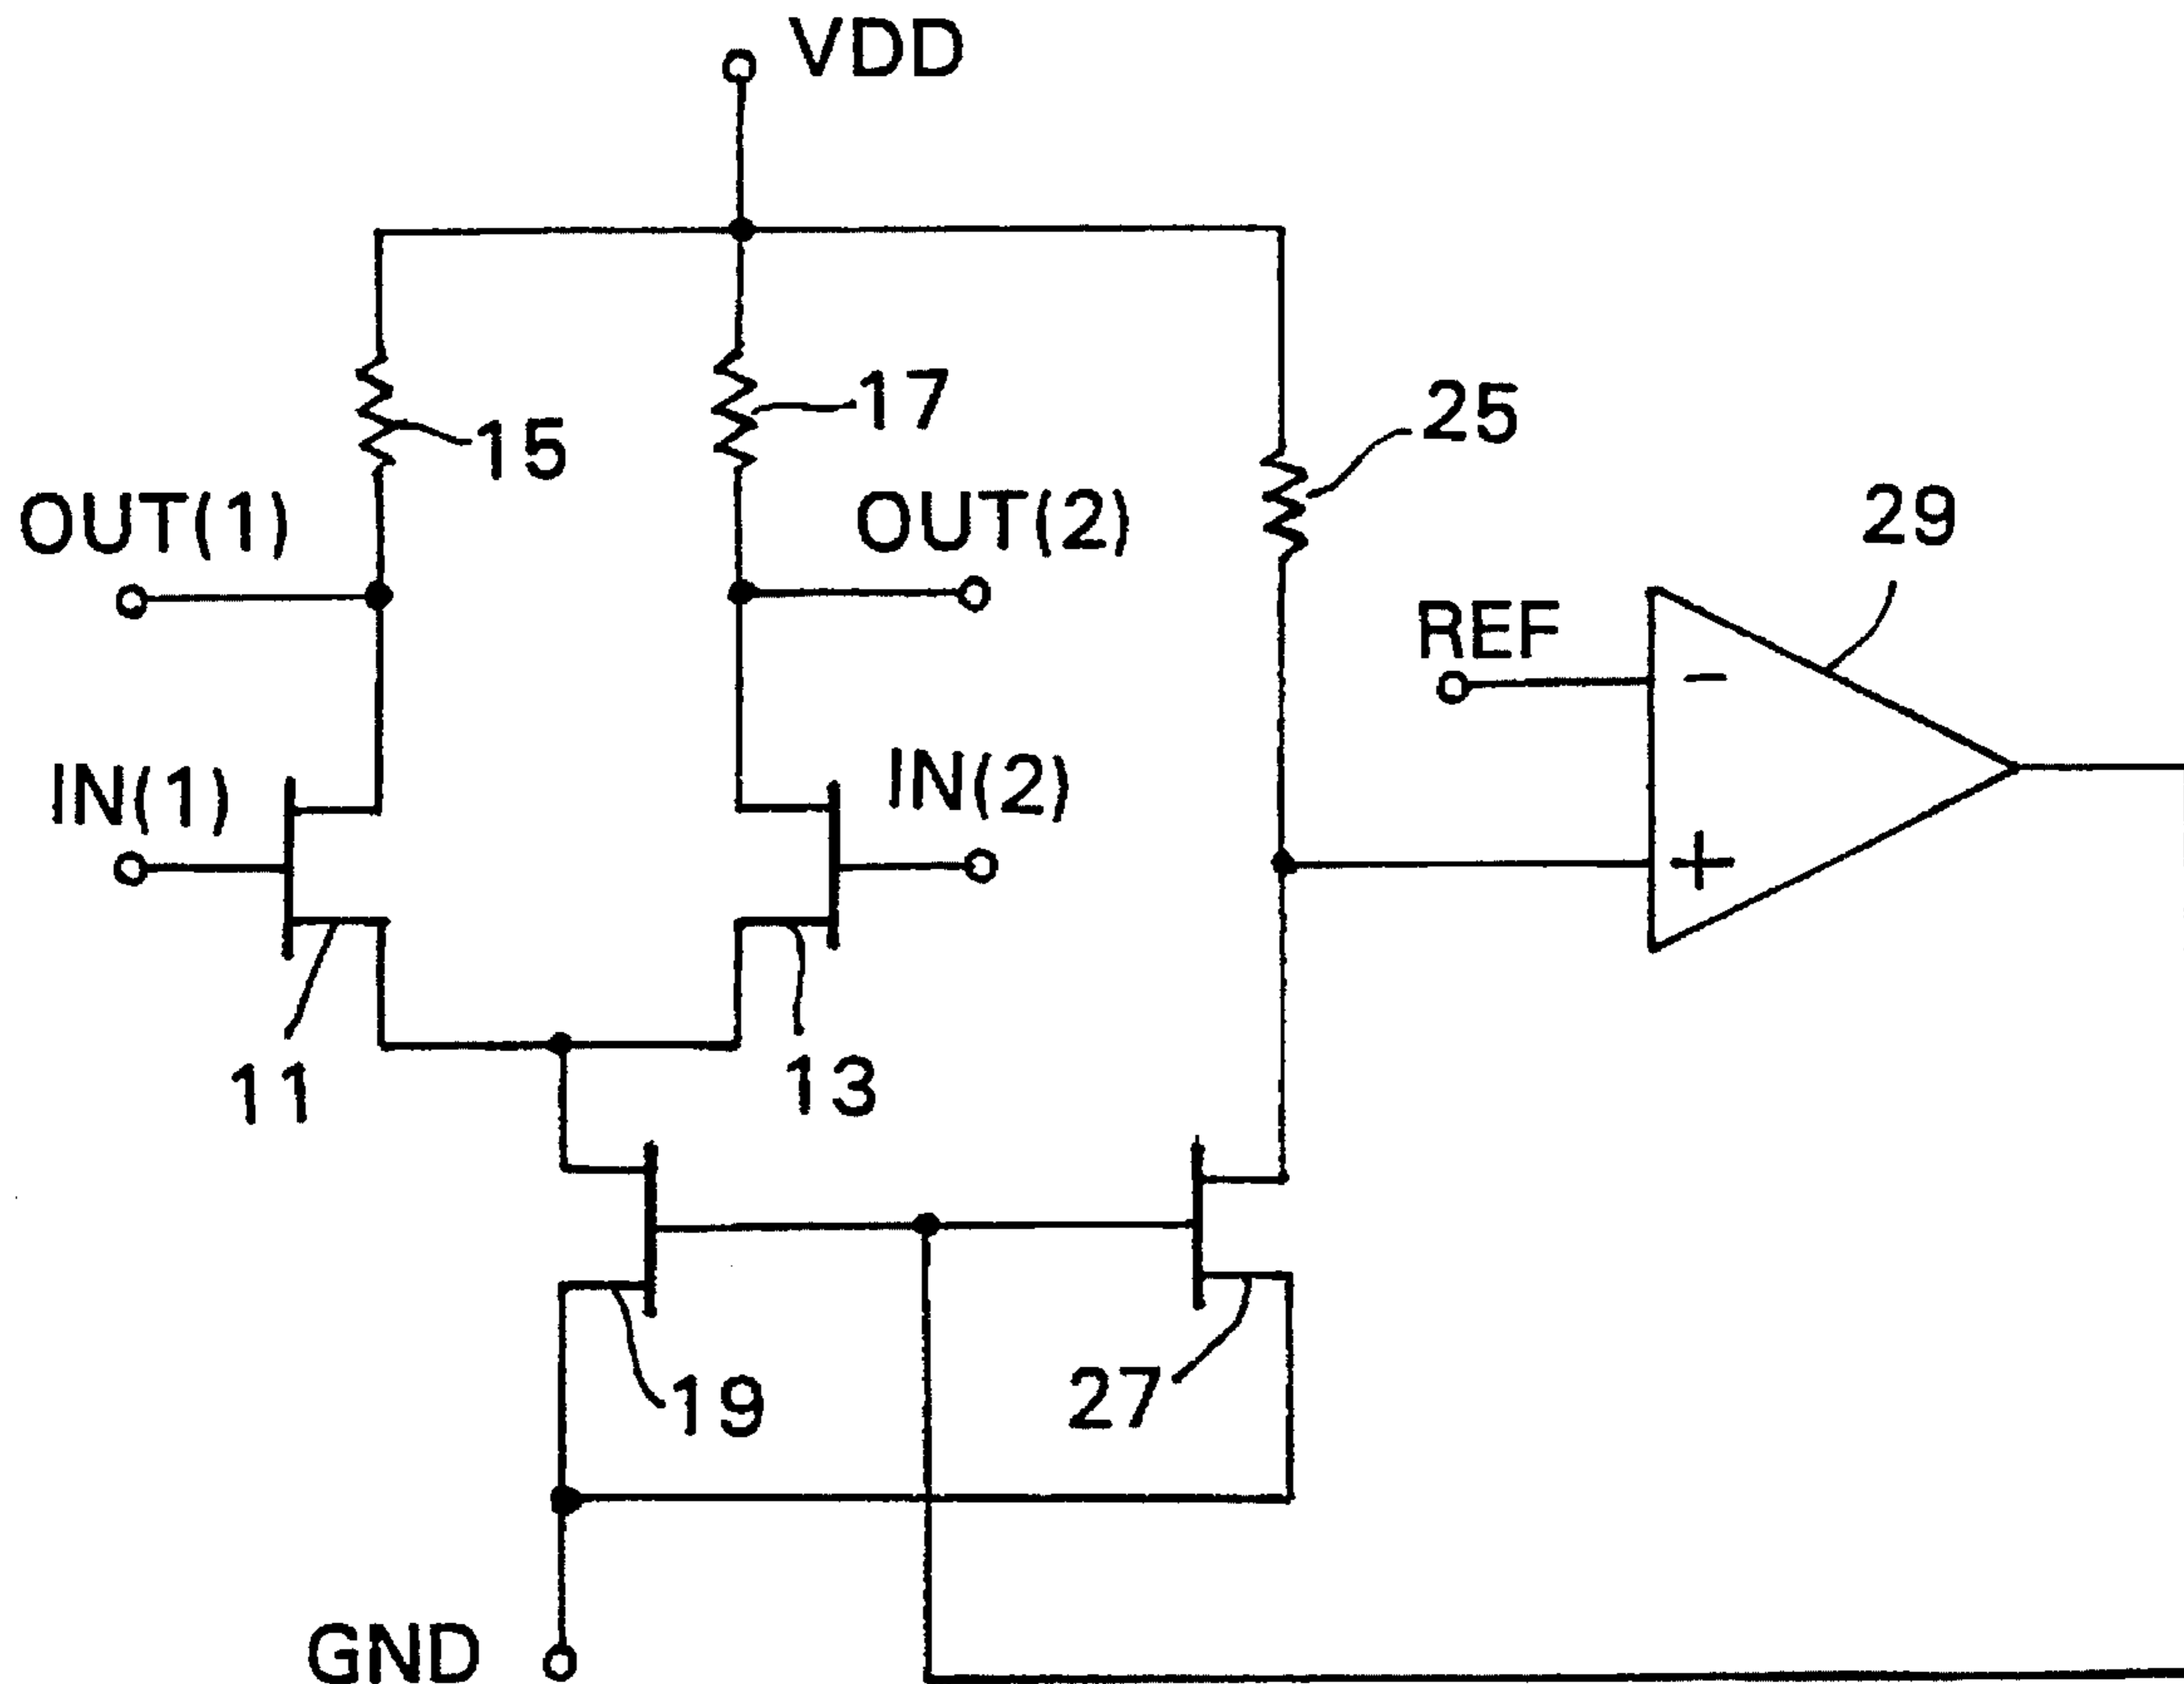 VDD
15
17
25
OUT(1)
OUT(2)
29
REF
-
+
IN(1)
IN(2)
11
13
19
27
GND